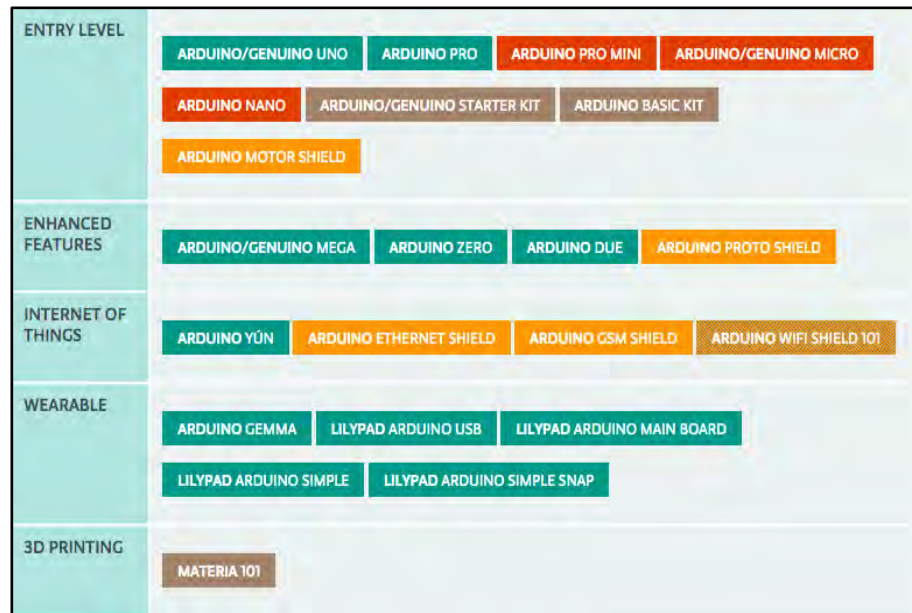 ENTRY LEVEL
ARDUINO/GENUINO UNO ARDUINO PRO ARDUINO PRO MINI ARDUINO/GENUINO MICRO
ARDUINO NANO ARDUINO/GENUINO STARTER KIT ARDUINO BASIC KIT
ARDUINO MOTOR SHIELD
ENHANCED
FEATURES
ARDUINO/GENUINO MEGA ARDUINO ZERO ARDUINO DUE ARDUINO PROTO SHIELD
INTERNET OF
THINGS
ARDUINO YÚN ARDUINO ETHERNET SHIELD ARDUINO GSM SHIELD ARDUINO WIFI SHIELD 101
WEARABLE
ARDUINO GEMMA LILYPAD ARDUINO USB LILYPAD ARDUINO MAIN BOARD
LILYPAD ARDUINO SIMPLE LILYPAD ARDUINO SIMPLE SNAP
3D PRINTING
MATERIA 101